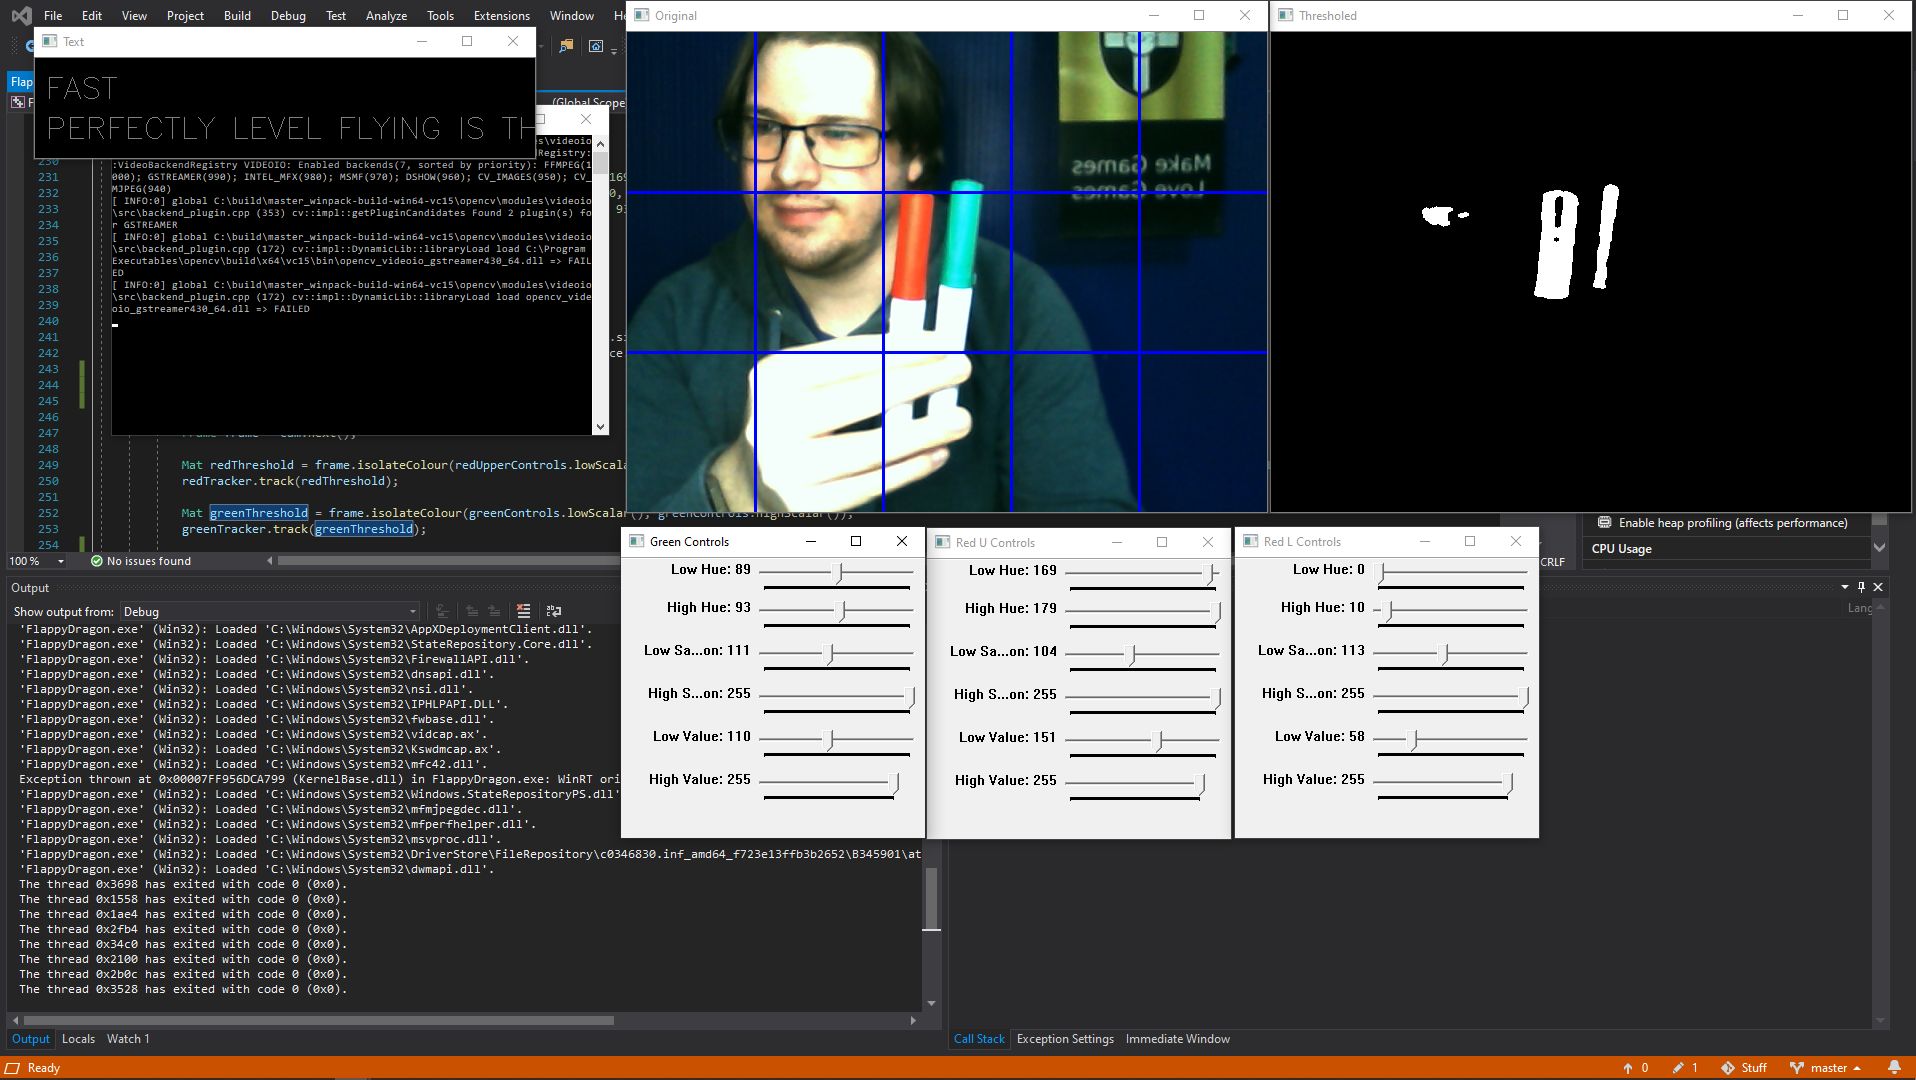 File Edit View Project Build Debug Test Analyze Tools Extensions Window
Text
FAST
PERFECTLY LEVEL FLYING IS TH
Original
Make Games
Love Games
Thresholed
(Global Scope
:VideoBackendRegistry VIDEOIO: Enabled backends(7, sorted by priority): FFMPEG(1
000); GSTREAMER(990); INTEL_MFX(980); MSMF(970); DSHOW(960); CV_IMAGES(950); CV_
MJPEG(940)
[ INFO:0] global C:\build\master_winpack-build-win64-vc15\opencv\modules\videoio
\src\backend_plugin.cpp (353) cv::impl::getPluginCandidates Found 2 plugin(s) fo
r GSTREAMER
[ INFO:0] global C:\build\master_winpack-build-win64-vc15\opencv\modules\videoio
\src\backend_plugin.cpp (172) cv::impl::DynamicLib::libraryLoad load C:\Program
Executables\opencv\build\x64\vc15\bin\opencv_videoio_gstreamer430_64.dll => FAIL
ED
[ INFO:0] global C:\build\master_winpack-build-win64-vc15\opencv\modules\videoio
\src\backend_plugin.cpp (172) cv::impl::DynamicLib::libraryLoad load opencv_vide
oio_gstreamer430_64.dll => FAILED
230
231
232
233
234
235
236
237
238
239
240
241
242
243
244
245
246
247
248
249 Mat redThreshold = frame.isolateColour(redUpperControls.lowScala
250 redTracker.track(redThreshold);
251
252 Mat greenThreshold = frame.isolateColour(greenControls.lowScalar(), greenControls.highScalar());
253 greenTracker.track(greenThreshold);
254
100 % No issues found
CRLF
Enable heap profiling (affects performance)
CPU Usage
Green Controls
Low Hue: 89
High Hue: 93
Low Sa...on: 111
High S...on: 255
Low Value: 110
High Value: 255
Red U Controls
Low Hue: 169
High Hue: 179
Low Sa...on: 104
High S...on: 255
Low Value: 151
High Value: 255
Red L Controls
Low Hue: 0
High Hue: 10
Low Sa...on: 113
High S...on: 255
Low Value: 58
High Value: 255
Output
Show output from: Debug
'FlappyDragon.exe' (Win32): Loaded 'C:\Windows\System32\AppXDeploymentClient.dll'.
'FlappyDragon.exe' (Win32): Loaded 'C:\Windows\System32\StateRepository.Core.dll'.
'FlappyDragon.exe' (Win32): Loaded 'C:\Windows\System32\FirewallAPI.dll'.
'FlappyDragon.exe' (Win32): Loaded 'C:\Windows\System32\dnsapi.dll'.
'FlappyDragon.exe' (Win32): Loaded 'C:\Windows\System32\nsi.dll'.
'FlappyDragon.exe' (Win32): Loaded 'C:\Windows\System32\IPHLPAPI.DLL'.
'FlappyDragon.exe' (Win32): Loaded 'C:\Windows\System32\fwbase.dll'.
'FlappyDragon.exe' (Win32): Loaded 'C:\Windows\System32\vidcap.ax'.
'FlappyDragon.exe' (Win32): Loaded 'C:\Windows\System32\Kswdmcap.ax'.
'FlappyDragon.exe' (Win32): Loaded 'C:\Windows\System32\mfc42.dll'.
Exception thrown at 0x00007FF956DCA799 (KernelBase.dll) in FlappyDragon.exe: WinRT ori
'FlappyDragon.exe' (Win32): Loaded 'C:\Windows\System32\Windows.StateRepositoryPS.dll'
'FlappyDragon.exe' (Win32): Loaded 'C:\Windows\System32\mfmjpegdec.dll'.
'FlappyDragon.exe' (Win32): Loaded 'C:\Windows\System32\mfperfhelper.dll'.
'FlappyDragon.exe' (Win32): Loaded 'C:\Windows\System32\msvproc.dll'.
'FlappyDragon.exe' (Win32): Loaded 'C:\Windows\System32\DriverStore\FileRepository\c0346830.inf_amd64_f723e13ffb3b2652\B345901\at
'FlappyDragon.exe' (Win32): Loaded 'C:\Windows\System32\dwmapi.dll'.
The thread 0x3698 has exited with code 0 (0x0).
The thread 0x1558 has exited with code 0 (0x0).
The thread 0x1ae4 has exited with code 0 (0x0).
The thread 0x2fb4 has exited with code 0 (0x0).
The thread 0x34c0 has exited with code 0 (0x0).
The thread 0x2100 has exited with code 0 (0x0).
The thread 0x2b0c has exited with code 0 (0x0).
The thread 0x3528 has exited with code 0 (0x0).
Lang
Output Locals Watch 1
Call Stack Exception Settings Immediate Window
Ready
0 1 Stuff master